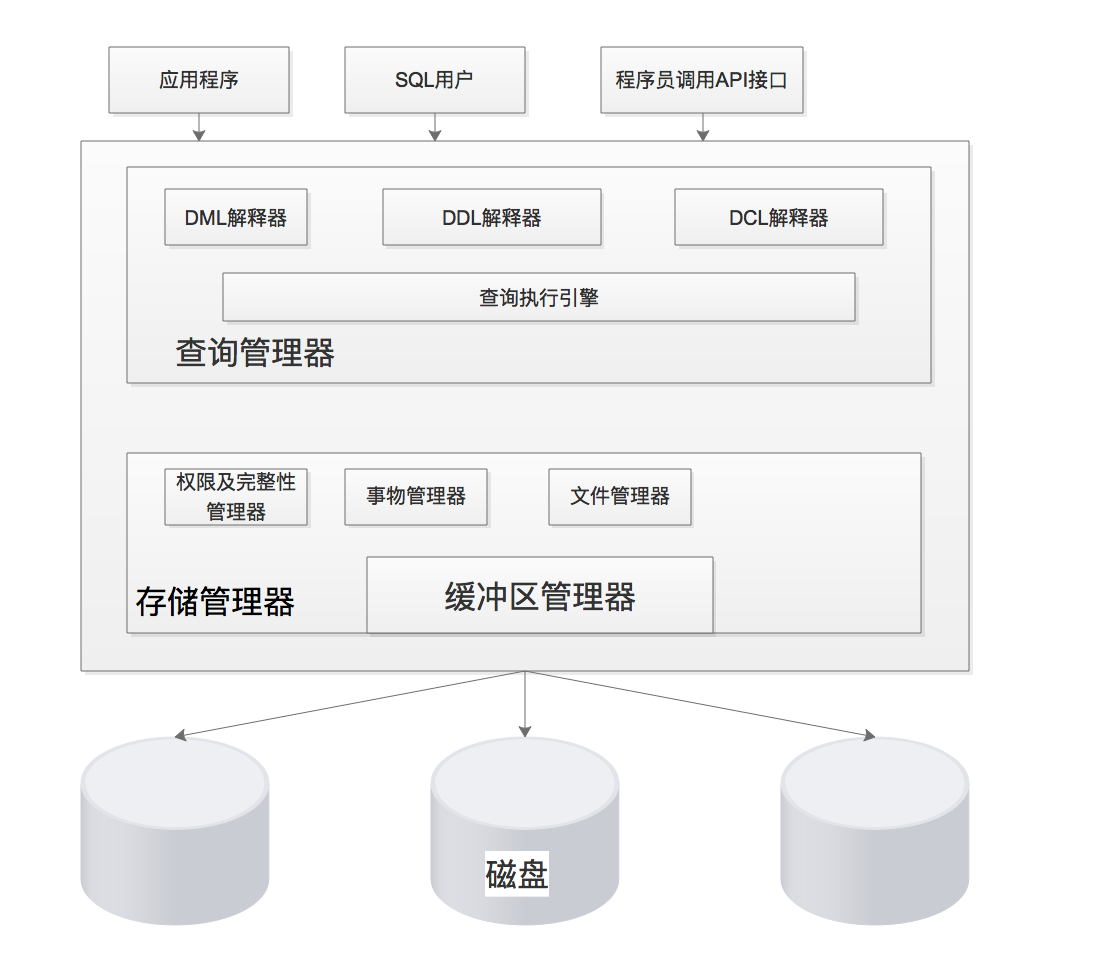 应用程序
SQL用户
程序员调用API接口
DML解释器
DDL解释器
DCL解释器
查询执行引擎
查询管理器
权限及完整性
管理器
事物管理器
文件管理器
缓冲区管理器
存储管理器
磁盘